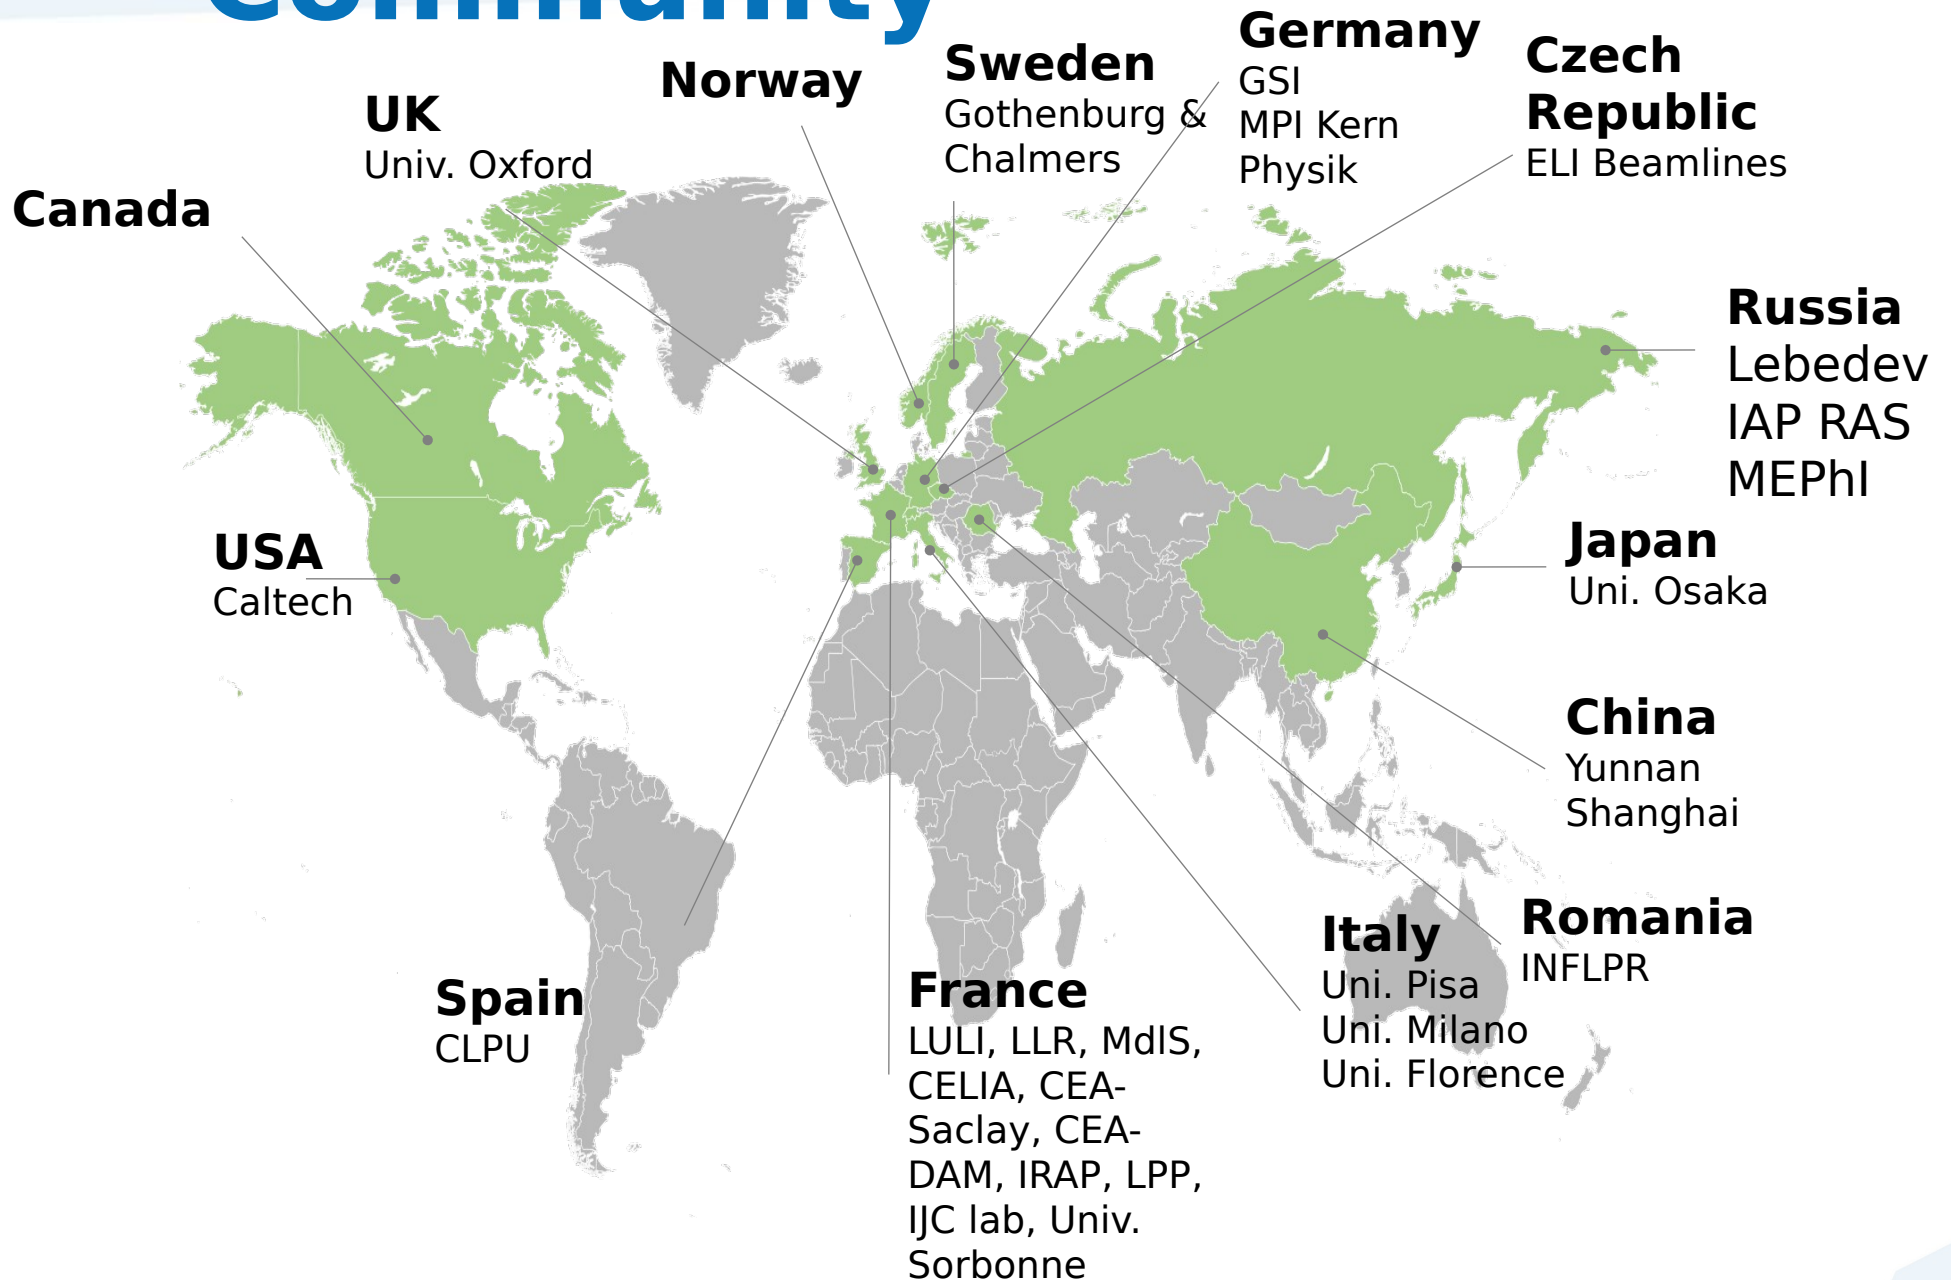 Community
Norway
Sweden
Gothenburg &
Chalmers
Germany
GSI
MPI Kern
Physik
Czech
Republic
ELI Beamlines
UK
Univ. Oxford
Canada
Russia
Lebedev
IAP RAS
MEPhI
USA
Caltech
Japan
Uni. Osaka
China
Yunnan
Shanghai
Spain
CLPU
France
LULI, LLR, MdlS,
CELIA, CEA-
Saclay, CEA-
DAM, IRAP, LPP,
IJC lab, Univ.
Sorbonne
Italy
Uni. Pisa
Uni. Milano
Uni. Florence
Romania
INFLPR